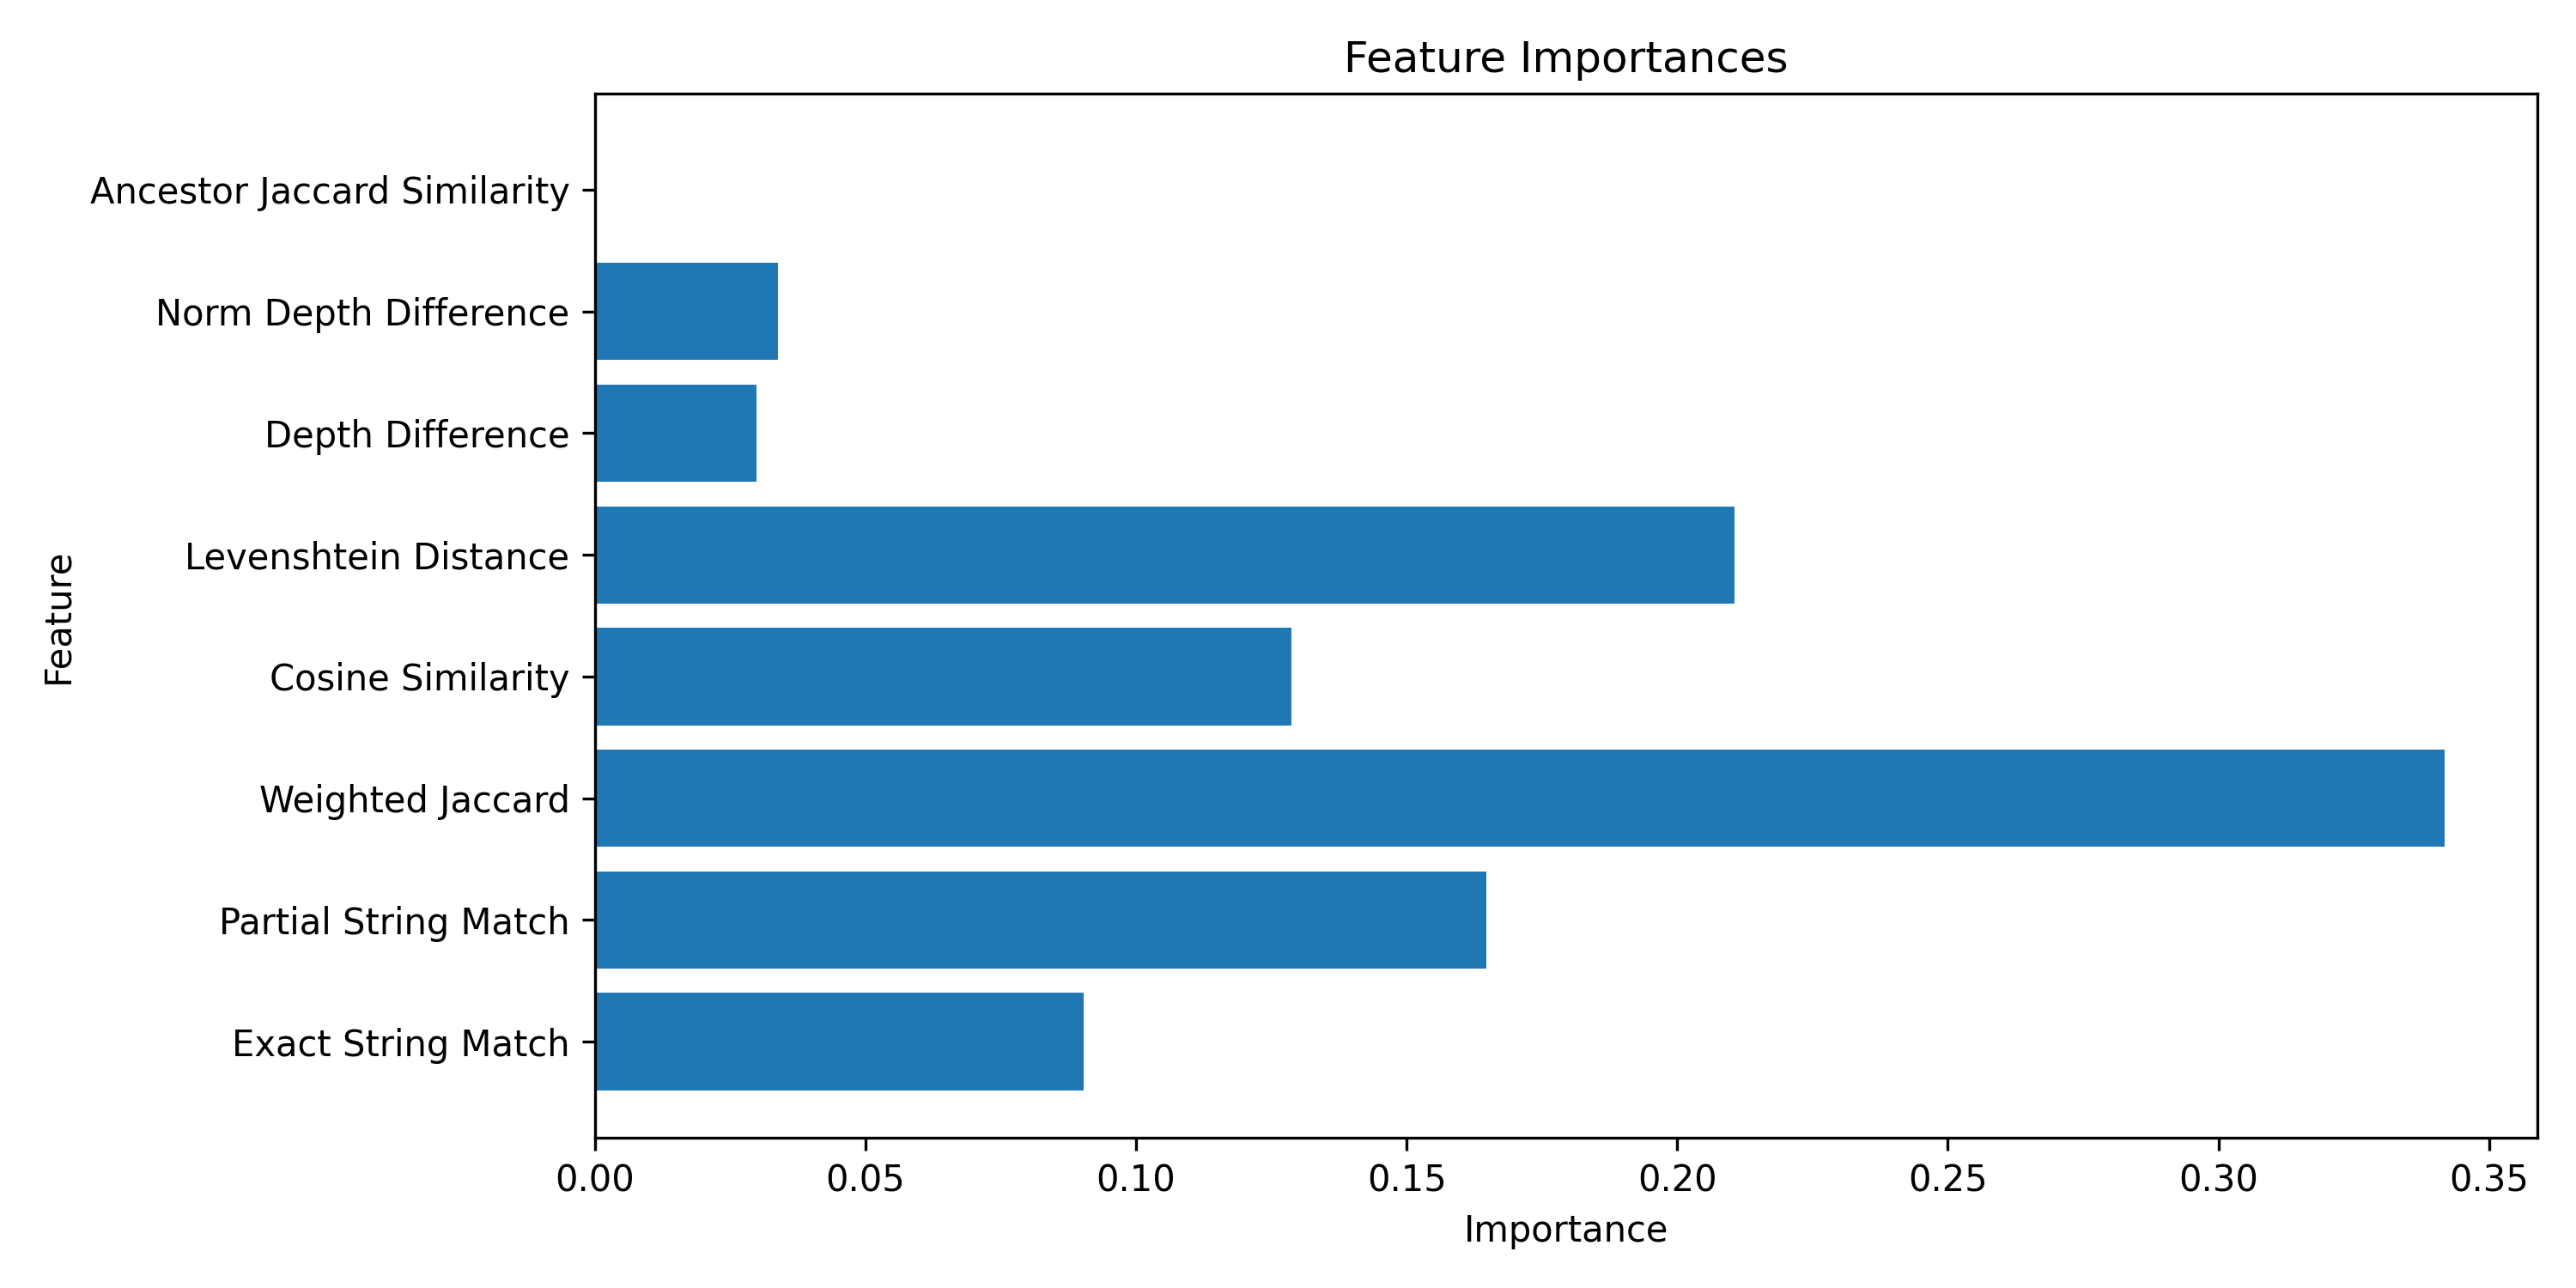 Feature Importances
Ancestor Jaccard Similarity
Norm Depth Difference
Depth Difference
Levenshtein Distance
Cosine Similarity
Weighted Jaccard
Partial String Match
Exact String Match
Feature
0.00 0.05 0.10 0.15 0.20 0.25 0.30 0.35
Importance